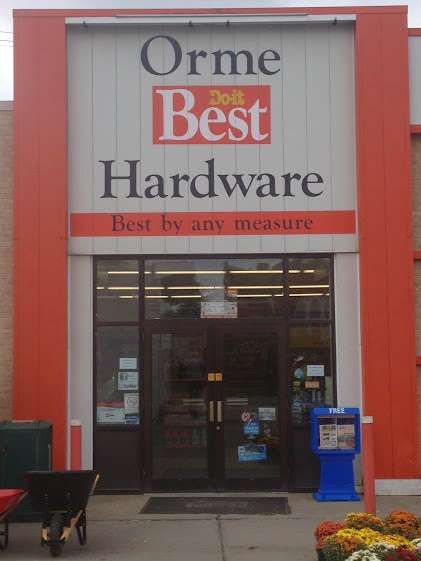 Orme
Do it
Best
Hardware
Best by any measure
FREE